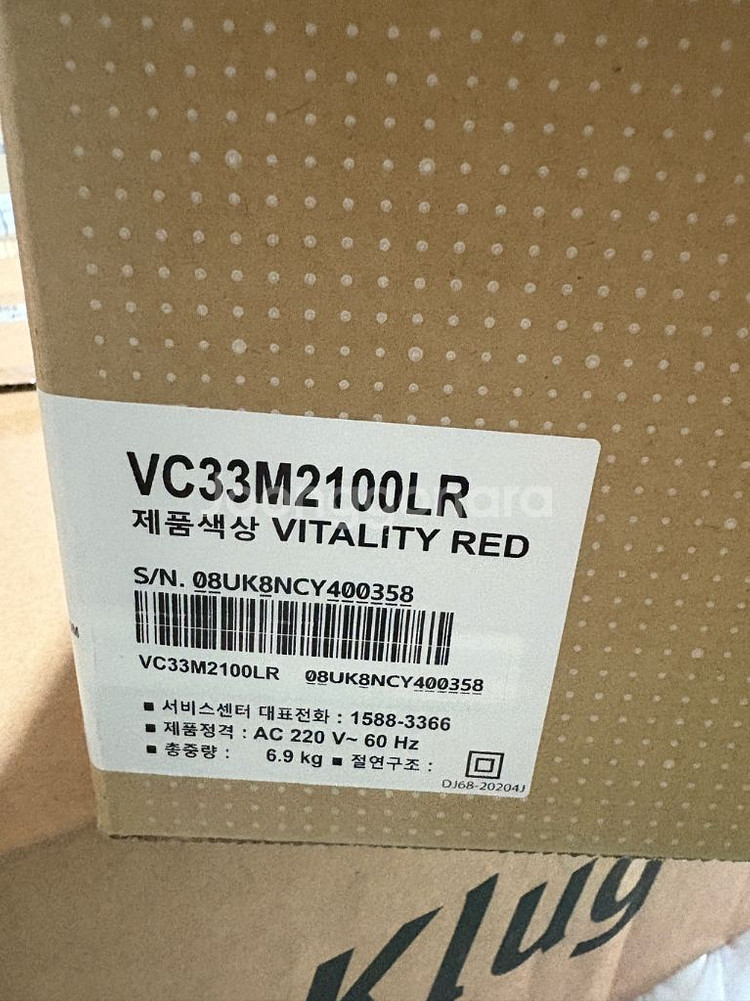 VC33M2100LR
Joonggonara
제품색상 VITALITY RED
S/N. 08UK8NCY400358
VC33M2100LR 08UK8NCY400358
■ 서비스센터 대표전화 : 1588-3366
■ 제품정격 : AC 220 V~ 60 Hz
■ 총중량 : 6.9 kg ■ 절연구조 :
DJ68-20204J
Klug